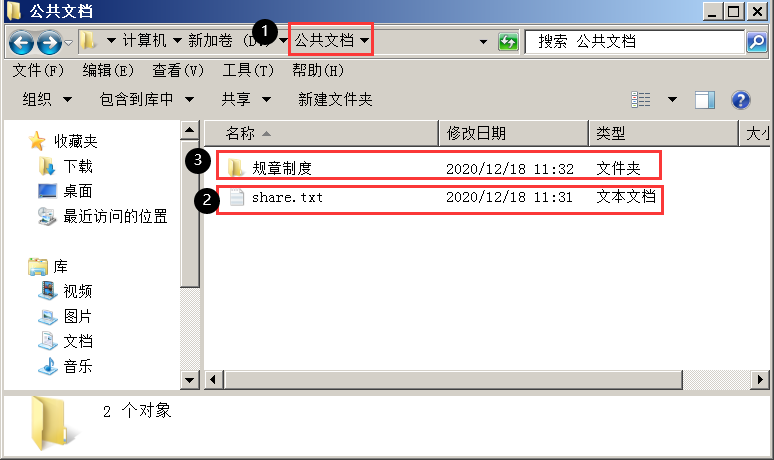 公共文档
1
计算机 新加卷 (D:) 公共文档 搜索 公共文档
文件(F) 编辑(E) 查看(V) 工具(T) 帮助(H)
组织 包含到库中 共享 新建文件夹
名称 修改日期 类型 大小
收藏夹
下载
桌面
最近访问的位置
库
视频
图片
文档
音乐
3 规章制度 2020/12/18 11:32 文件夹
2 share.txt 2020/12/18 11:31 文本文档
2 个对象